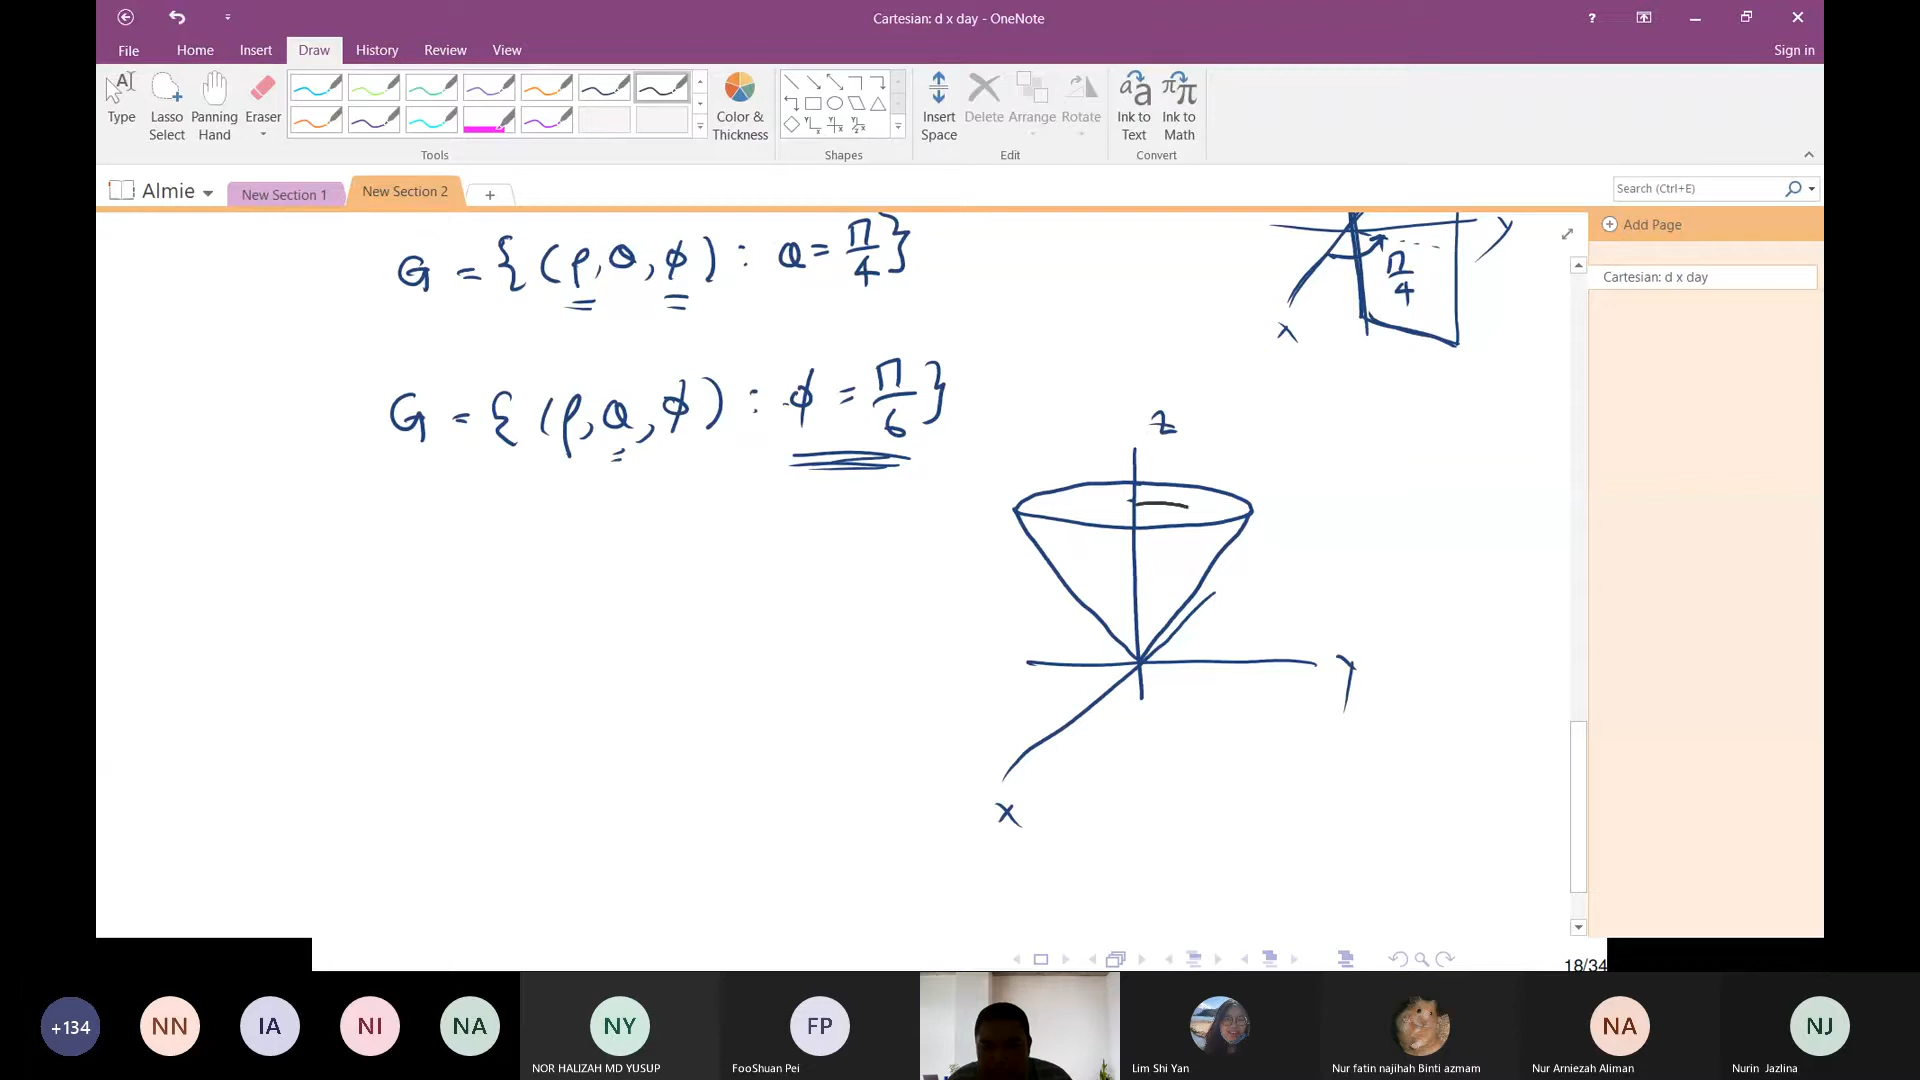 Cartesian: d x day - OneNote
?
File
Home
Insert
Draw
History
Review
View
Sign in
Type
Lasso Select
Panning Hand
Eraser
Color & Thickness
Insert Space
Delete
Arrange
Rotate
Ink to Text
Ink to Math
Tools
Shapes
Edit
Convert
Almie
New Section 1
New Section 2
+
Search (Ctrl+E)
Add Page
Cartesian: d x day
G = {(ρ, θ, φ) : θ = π/4}
y
π/4
x
G = {(ρ, θ, φ) : φ = π/6}
z
y
x
18/34
+134
NN
IA
NI
NA
NY
FP
NA
NJ
NOR HALIZAH MD YUSUP
FooShuan Pei
Lim Shi Yan
Nur fatin najihah Binti azmam
Nur Arniezah Aliman
Nurin Jazlina